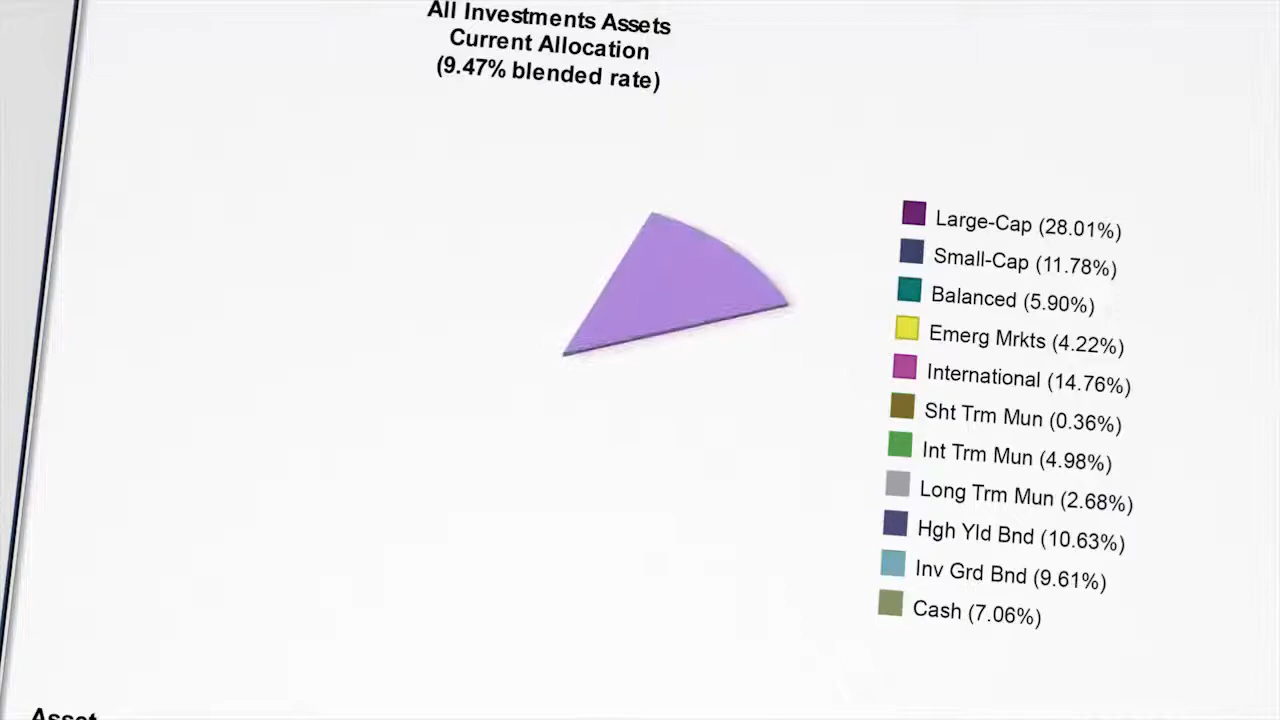 All Investments Assets
Current Allocation
(9.47% blended rate)
Large-Cap (28.01%)
Small-Cap (11.78%)
Balanced (5.90%)
Emerg Mrkts (4.22%)
International (14.76%)
Sht Trm Mun (0.36%)
Int Trm Mun (4.98%)
Long Trm Mun (2.68%)
Hgh Yld Bnd (10.63%)
Inv Grd Bnd (9.61%)
Cash (7.06%)
Asset